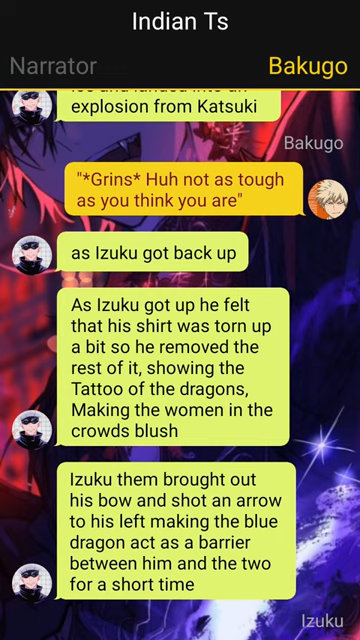 Indian Ts
Narrator
Bakugo
explosion from Katsuki
Bakugo
"*Grins* Huh not as tough
as you think you are"
as Izuku got back up
As Izuku got up he felt
that his shirt was torn up
a bit so he removed the
rest of it, showing the
Tattoo of the dragons,
Making the women in the
crowds blush
Izuku them brought out
his bow and shot an arrow
to his left making the blue
dragon act as a barrier
between him and the two
for a short time
Izuku